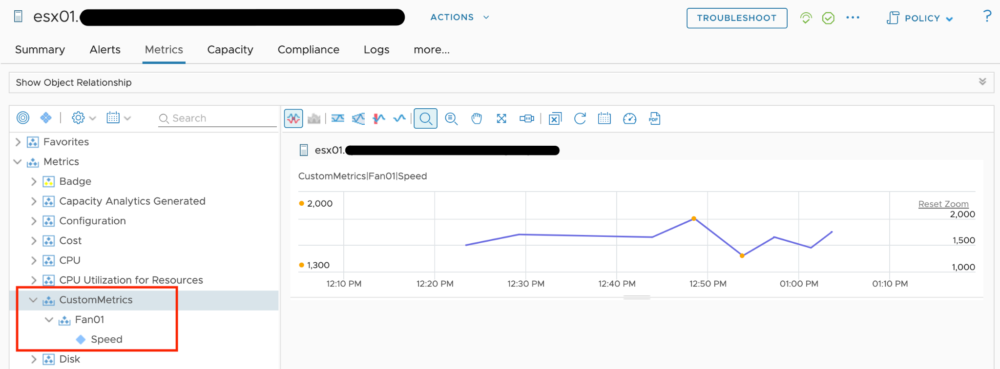 esx01.
ACTIONS
TROUBLESHOOT
POLICY
?
Summary
Alerts
Metrics
Capacity
Compliance
Logs
more...
Show Object Relationship
Search
PDF
Favorites
Metrics
Badge
Capacity Analytics Generated
Configuration
Cost
CPU
CPU Utilization for Resources
CustomMetrics
Fan01
Speed
Disk
esx01.
CustomMetrics|Fan01|Speed
2,000
Reset Zoom
2,000
1,500
1,300
1,000
12:10 PM
12:20 PM
12:30 PM
12:40 PM
12:50 PM
01:00 PM
01:10 PM